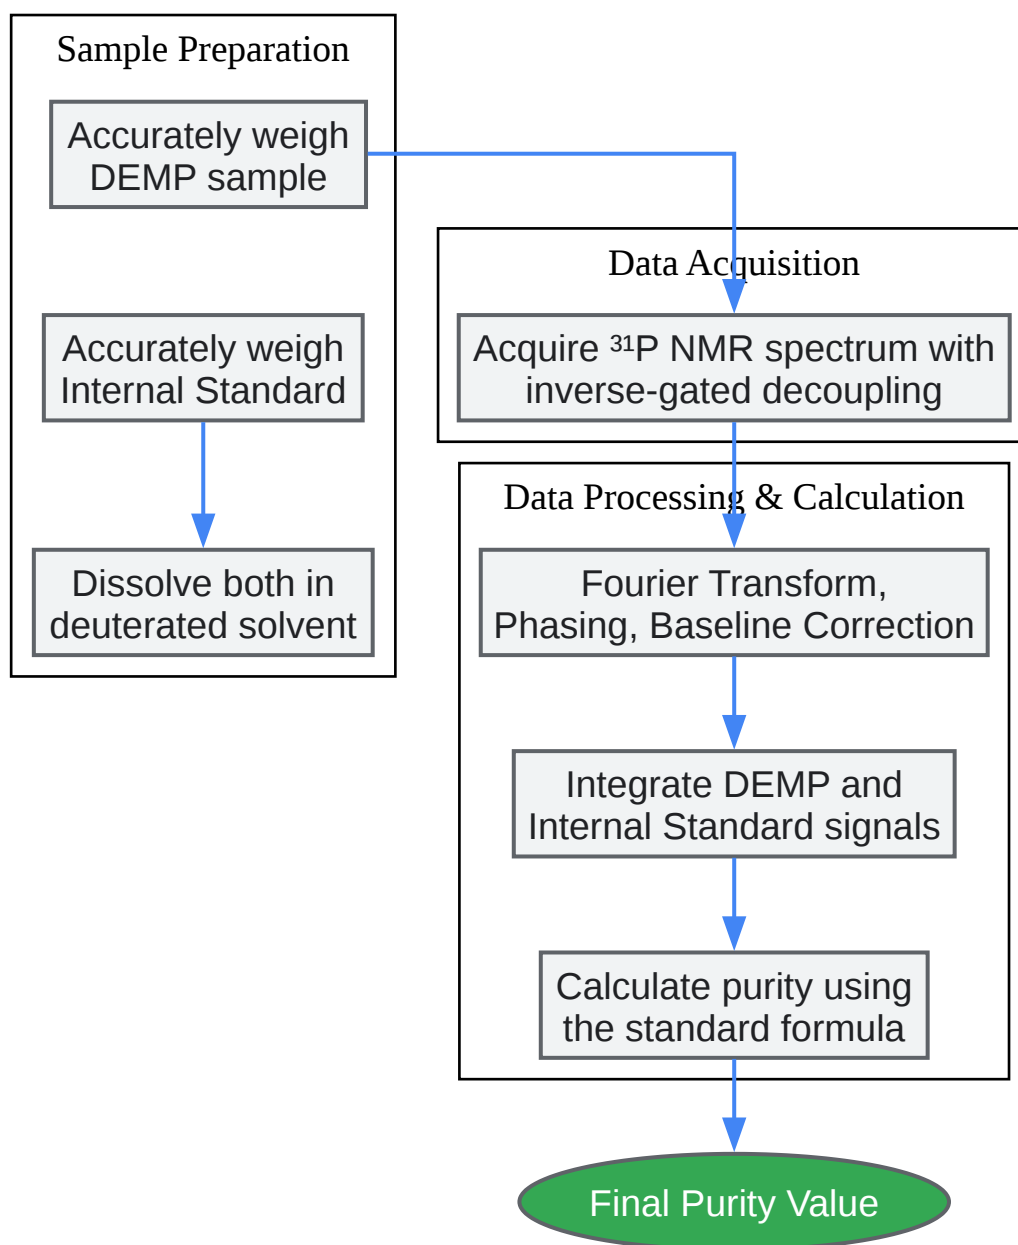 Sample Preparation
Accurately weigh
DEMP sample
Accurately weigh
Internal Standard
Dissolve both in
deuterated solvent
Data Acquisition
Acquire ³¹P NMR spectrum with
inverse-gated decoupling
Data Processing & Calculation
Fourier Transform,
Phasing, Baseline Correction
Integrate DEMP and
Internal Standard signals
Calculate purity using
the standard formula
Final Purity Value